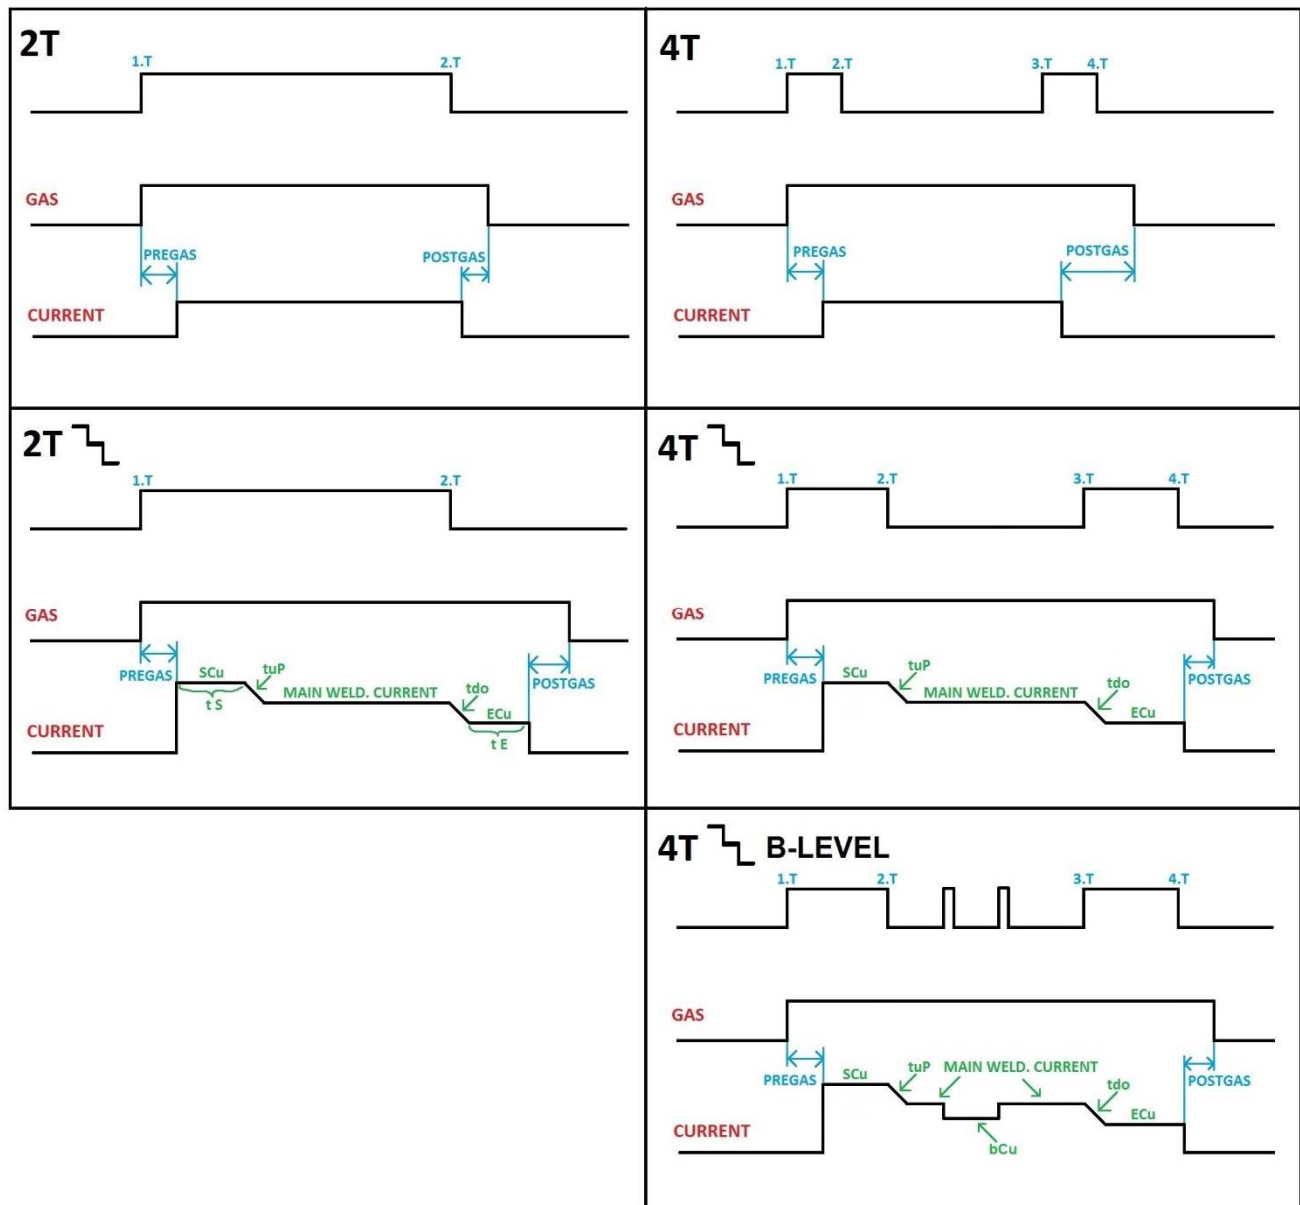 2T
1.T 2.T
GAS
PREGAS POSTGAS
CURRENT
4T
1.T 2.T 3.T 4.T
GAS
PREGAS POSTGAS
CURRENT
2T
1.T 2.T
GAS
PREGAS SCu tuP MAIN WELD. CURRENT tdo ECu POSTGAS
t S t E
CURRENT
4T
1.T 2.T 3.T 4.T
GAS
PREGAS SCu tuP MAIN WELD. CURRENT tdo ECu POSTGAS
CURRENT
4T B-LEVEL
1.T 2.T 3.T 4.T
GAS
PREGAS SCu tuP MAIN WELD. CURRENT tdo ECu POSTGAS
CURRENT
bCu